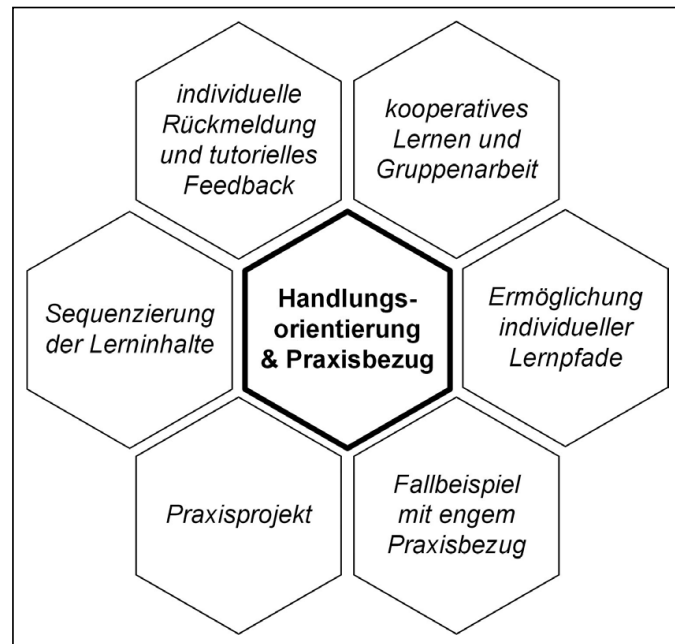 individuelle
Rückmeldung
und tutorielles
Feedback
kooperatives
Lernen und
Gruppenarbeit
Sequenzierung
der Lerninhalte
Handlungs-
orientierung
& Praxisbezug
Ermöglichung
individueller
Lernpfade
Praxisprojekt
Fallbeispiel
mit engem
Praxisbezug